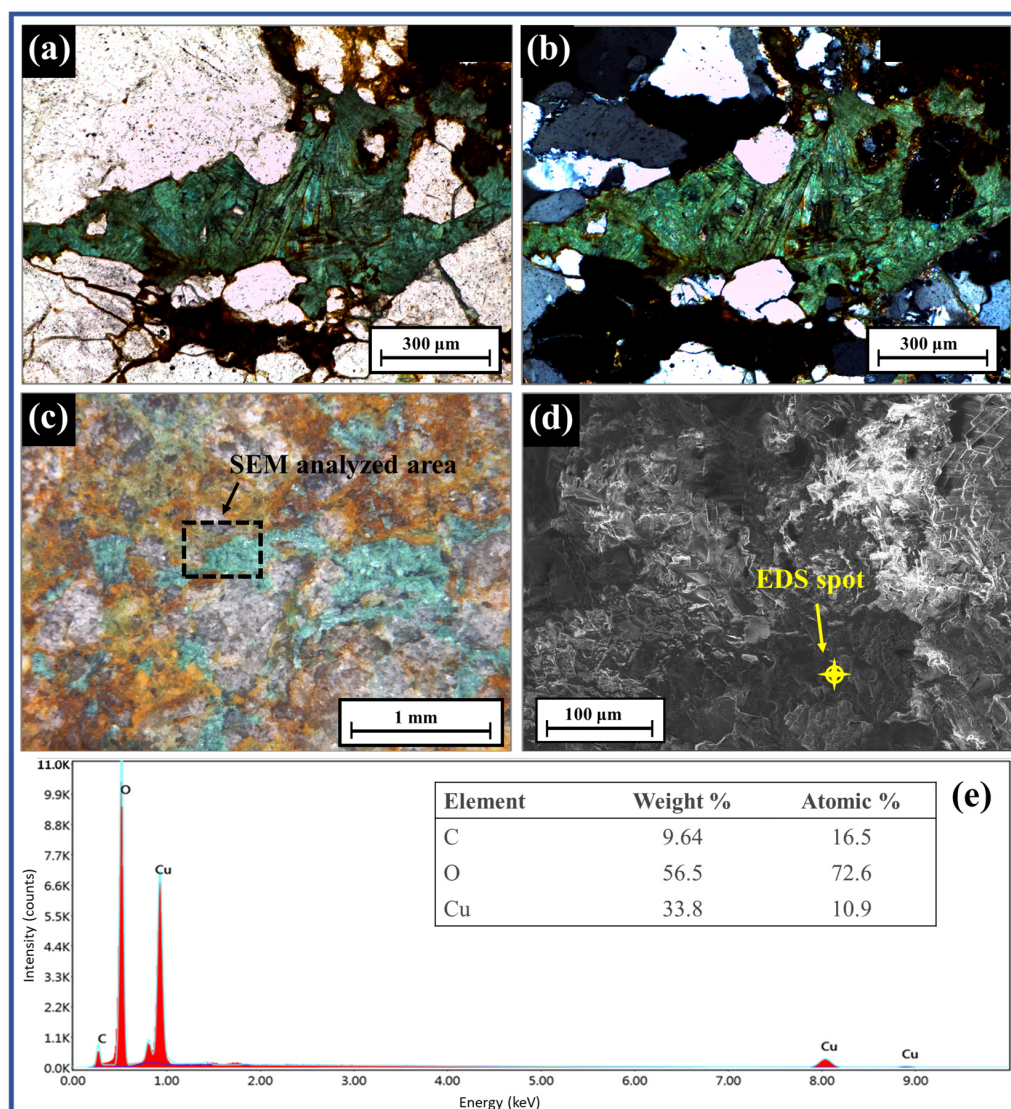 (a)
(b)
300 µm
300 µm
(c)
(d)
SEM analyzed area
EDS spot
1 mm
100 µm
(e)
11.0K
9.9K
8.8K
7.7K
6.6K
5.5K
4.4K
3.3K
2.2K
1.1K
0.0K
Intensity (counts)
O
Cu
C
Cu
Cu
Element Weight % Atomic %
C 9.64 16.5
O 56.5 72.6
Cu 33.8 10.9
0.00 1.00 2.00 3.00 4.00 5.00 6.00 7.00 8.00 9.00
Energy (keV)